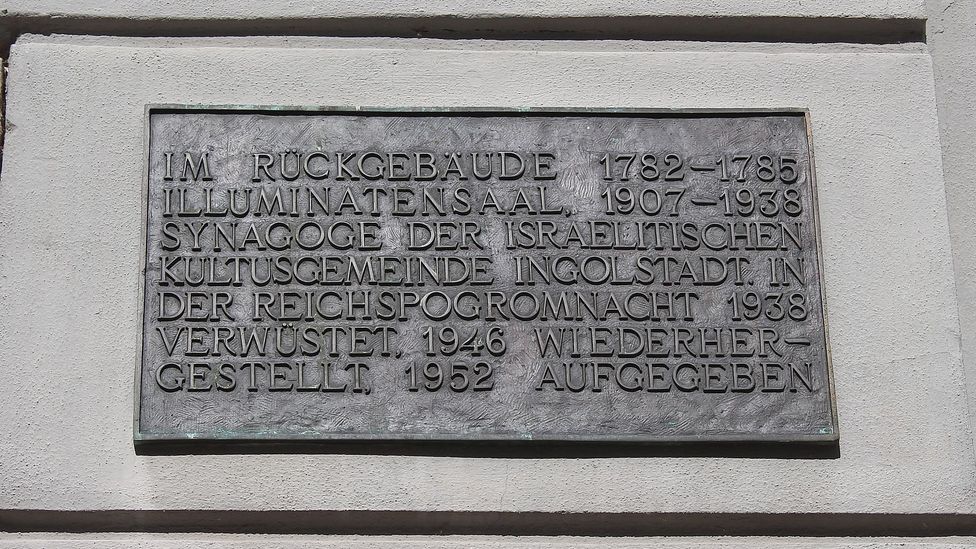 IM RÜCKGEBÄUDE 1782–1785
ILLUMINATENSAAL, 1907–1938
SYNAGOGE DER ISRAELITISCHEN
KULTUSGEMEINDE INGOLSTADT. IN
DER REICHSPOGROMNACHT 1938
VERWÜSTET, 1946 WIEDERHER-
GESTELLT, 1952 AUFGEGEBEN